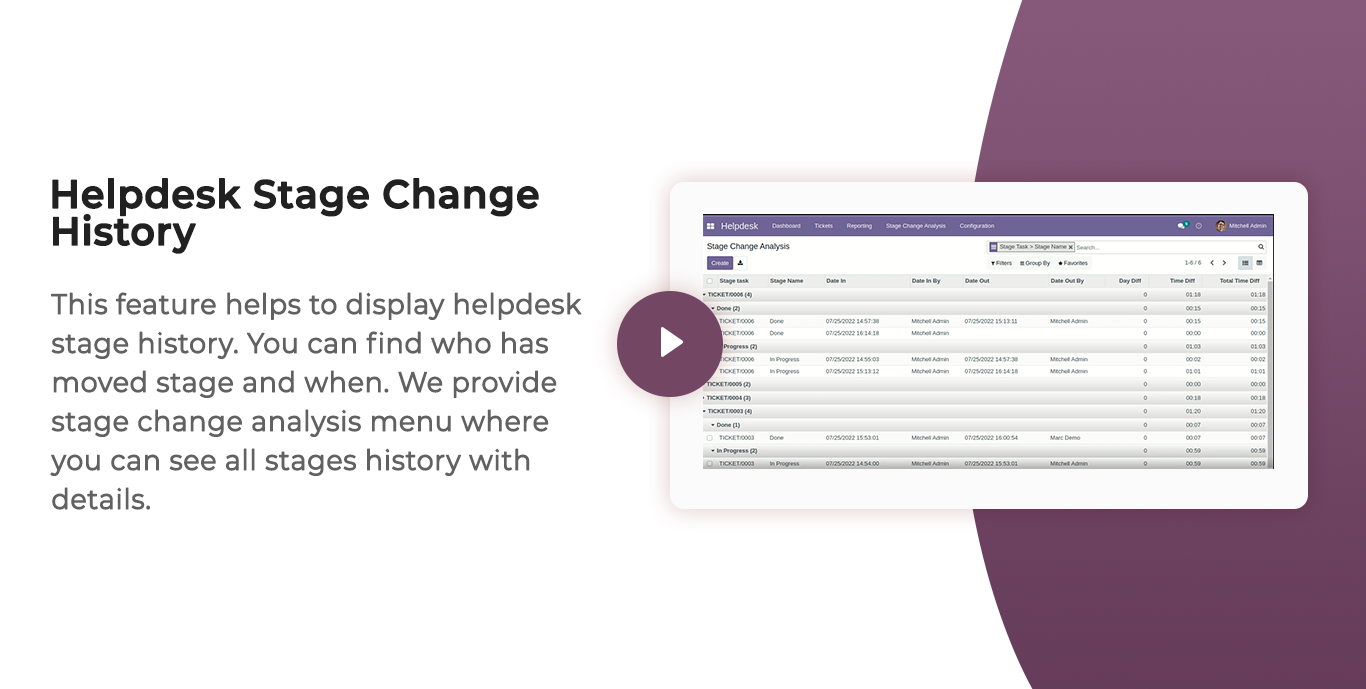 Helpdesk Stage Change
History
This feature helps to display helpdesk
stage history. You can find who has
moved stage and when. We provide
stage change analysis menu where
you can see all stages history with
details.
Helpdesk Dashboard Tickets Reporting Stage Change Analysis Configuration Mitchell Admin
Stage Change Analysis Stage Task > Stage Name × Search...
Create Filters Group By Favorites 1-6 / 6
Stage task Stage Name Date In Date In By Date Out Date Out By Day Diff Time Diff Total Time Diff
TICKET/0006 (4) 0 01:18 01:18
Done (2) 0 00:15 00:15
TICKET/0006 Done 07/25/2022 14:57:38 Mitchell Admin 07/25/2022 15:13:11 Mitchell Admin 0 00:15 00:15
TICKET/0006 Done 07/25/2022 16:14:18 Mitchell Admin 0 00:00 00:00
Progress (2) 0 01:03 01:03
TICKET/0006 In Progress 07/25/2022 14:55:03 Mitchell Admin 07/25/2022 14:57:38 Mitchell Admin 0 00:02 00:02
TICKET/0006 In Progress 07/25/2022 15:13:12 Mitchell Admin 07/25/2022 16:14:18 Mitchell Admin 0 01:01 01:01
TICKET/0005 (2) 0 00:00 00:00
TICKET/0004 (3) 0 00:18 00:18
TICKET/0003 (4) 0 01:20 01:20
Done (1) 0 00:07 00:07
TICKET/0003 Done 07/25/2022 15:53:01 Mitchell Admin 07/25/2022 16:00:54 Marc Demo 0 00:07 00:07
In Progress (2) 0 00:59 00:59
TICKET/0003 In Progress 07/25/2022 14:54:00 Mitchell Admin 07/25/2022 15:53:01 Mitchell Admin 0 00:59 00:59